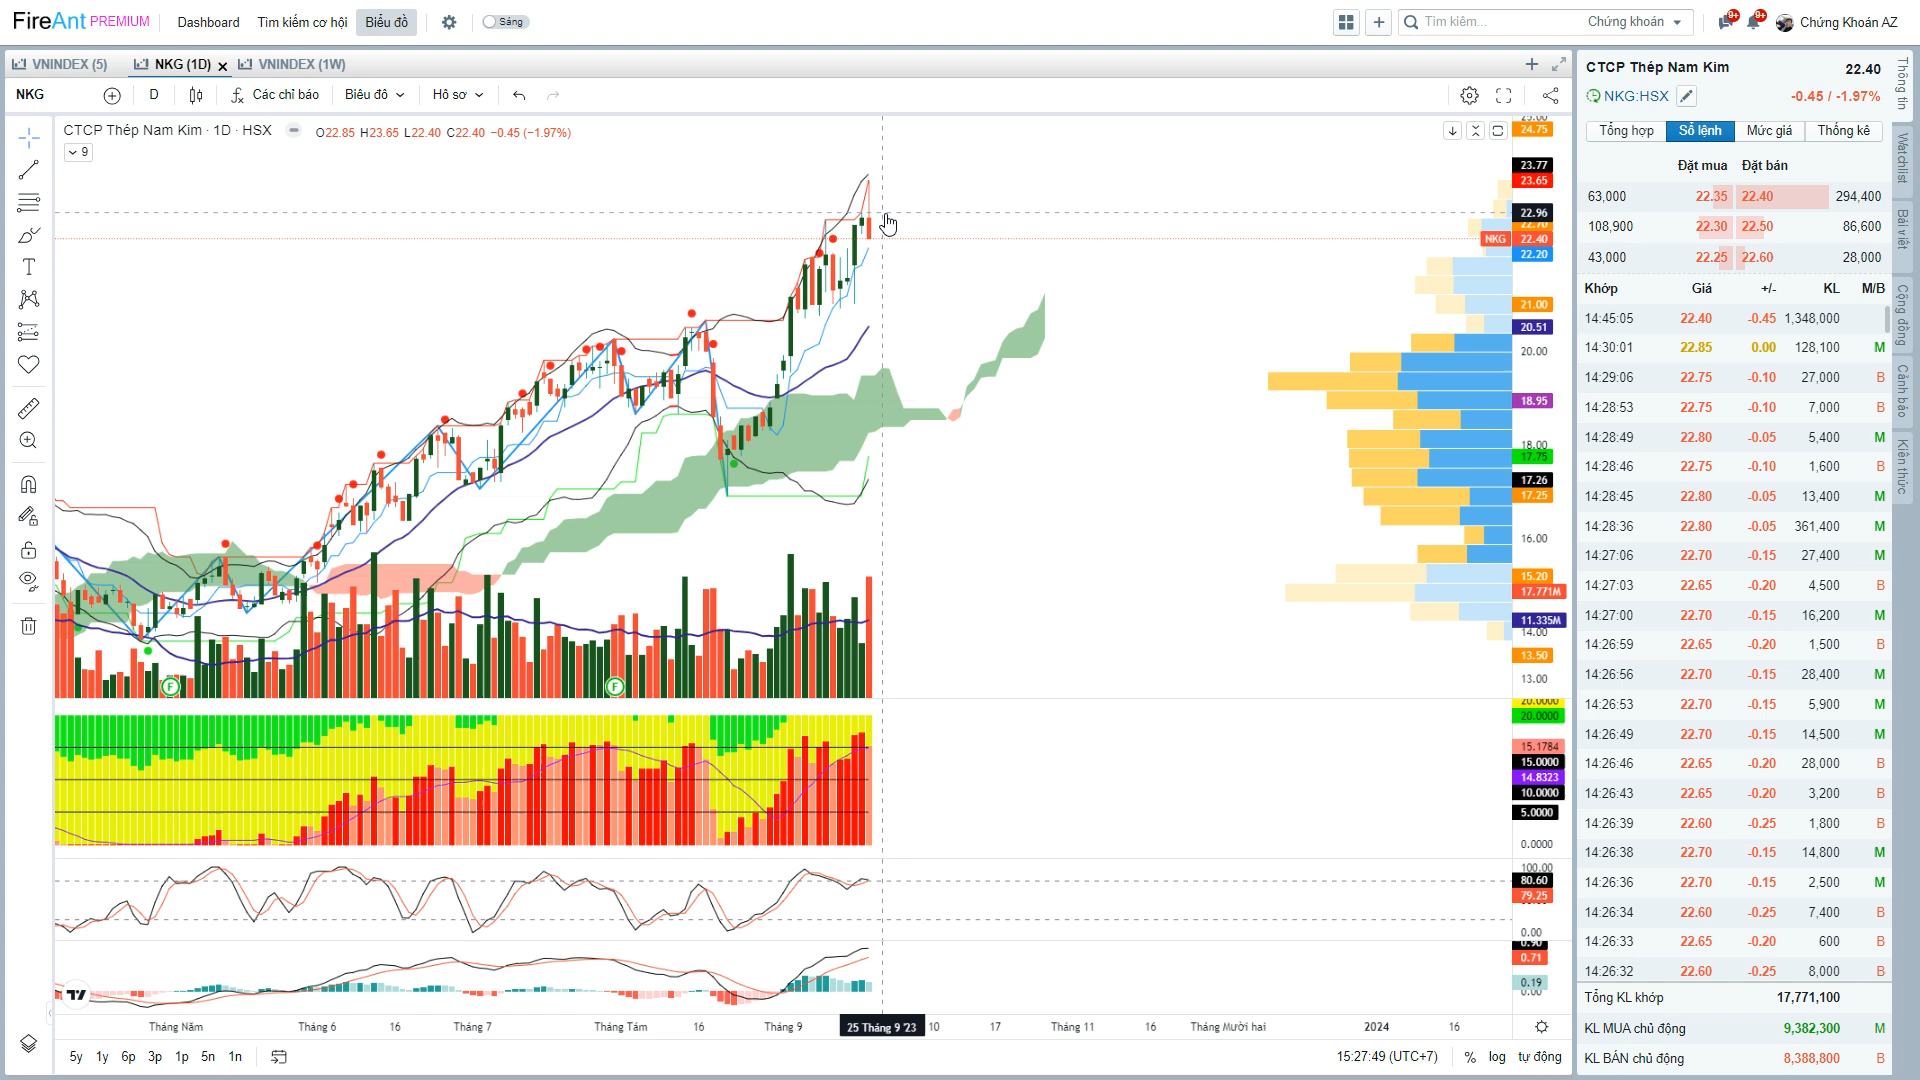 FireAnt PREMIUM Dashboard Tìm kiếm cơ hội Biểu đồ Sáng Tìm kiếm... Chứng khoán 9+ 9+ Chứng Khoán AZ
VNINDEX (5) NKG (1D) VNINDEX (1W)
NKG D Các chỉ báo Biểu đồ Hồ sơ
CTCP Thép Nam Kim · 1D · HSX O22.85 H23.65 L22.40 C22.40 −0.45 (−1.97%)
9
24.75
23.77
23.65
22.96
NKG 22.40
22.20
21.00
20.51
20.00
18.95
18.00
17.75
17.26
17.25
16.00
15.20
17.771M
11.335M
14.00
13.50
13.00
F F
20.0000
20.0000
15.1784
15.0000
14.8323
10.0000
5.0000
0.0000
100.00
80.60
79.25
0.00
0.90
0.71
0.19
0.00
Tháng Năm Tháng 6 16 Tháng 7 Tháng Tám 16 Tháng 9 25 Tháng 9 '23 10 17 Tháng 11 16 Tháng Mười hai 2024 16
5y 1y 6p 3p 1p 5n 1n 15:27:49 (UTC+7) % log tự động
CTCP Thép Nam Kim 22.40
NKG:HSX -0.45 / -1.97%
Tổng hợp Sổ lệnh Mức giá Thống kê
Đặt mua Đặt bán
63,000 22.35 22.40 294,400
108,900 22.30 22.50 86,600
43,000 22.25 22.60 28,000
Khớp Giá +/- KL M/B
14:45:05 22.40 -0.45 1,348,000
14:30:01 22.85 0.00 128,100 M
14:29:06 22.75 -0.10 27,000 B
14:28:53 22.75 -0.10 7,000 B
14:28:49 22.80 -0.05 5,400 M
14:28:46 22.75 -0.10 1,600 B
14:28:45 22.80 -0.05 13,400 M
14:28:36 22.80 -0.05 361,400 M
14:27:06 22.70 -0.15 27,400 M
14:27:03 22.65 -0.20 4,500 B
14:27:00 22.70 -0.15 16,200 M
14:26:59 22.65 -0.20 1,500 B
14:26:56 22.70 -0.15 28,400 M
14:26:53 22.70 -0.15 5,900 M
14:26:49 22.70 -0.15 14,500 M
14:26:46 22.65 -0.20 28,000 B
14:26:43 22.65 -0.20 3,200 B
14:26:39 22.60 -0.25 1,800 B
14:26:38 22.70 -0.15 14,800 M
14:26:36 22.70 -0.15 2,500 M
14:26:34 22.60 -0.25 7,400 B
14:26:33 22.65 -0.20 600 B
14:26:32 22.60 -0.25 8,000 B
Tổng KL khớp 17,771,100
KL MUA chủ động 9,382,300 M
KL BÁN chủ động 8,388,800 B
Thông tin
Watchlist
Bài viết
Cộng đồng
Cảnh báo
Kiến thức